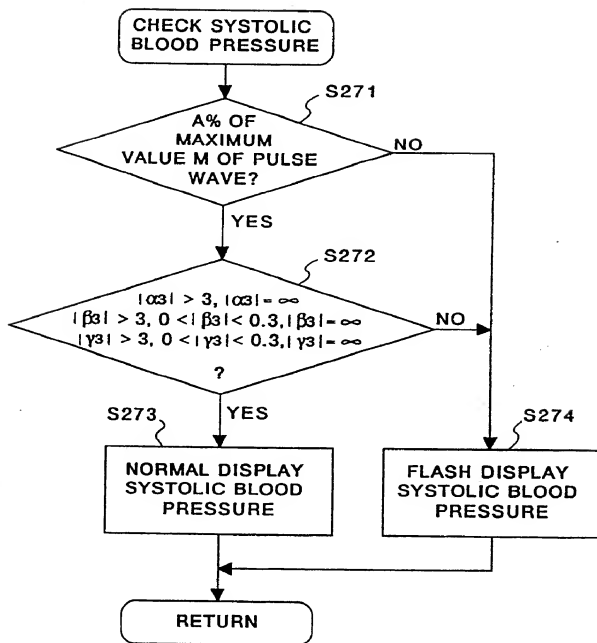 CHECK SYSTOLIC
BLOOD PRESSURE
S271
A% OF
MAXIMUM
VALUE M OF PULSE
WAVE?
NO
YES
S272
|α3| > 3, |α3|= ∞
|β3| > 3, 0 <|β3|< 0.3,|β3|= ∞
|γ3| > 3, 0 <|γ3|< 0.3,|γ3|= ∞
?
NO
YES
S273
NORMAL DISPLAY
SYSTOLIC BLOOD
PRESSURE
S274
FLASH DISPLAY
SYSTOLIC BLOOD
PRESSURE
RETURN